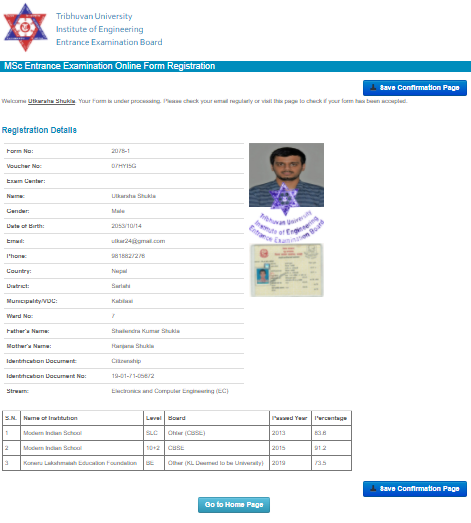 Tribhuvan University
Institute of Engineering
Entrance Examination Board
MSc Entrance Examination Online Form Registration
Save Confirmation Page
Welcome Utkarsha Shukla. Your Form is under processing. Please check your email regularly or visit this page to check if your form has been accepted.
Registration Details
Form No: 2076-1
Voucher No: 07HYI5G
Exam Center:
Name: Utkarsha Shukla
Gender: Male
Date of Birth: 2053/10/14
Email: utkar24@gmail.com
Phone: 9818827276
Country: Nepal
District: Sarlahi
Municipality/VDC: Kabilasi
Ward No: 7
Father's Name: Shailendra Kumar Shukla
Mother's Name: Ranjana Shukla
Identification Document: Citizenship
Identification Document No: 19-01-71-05672
Stream: Electronics and Computer Engineering (EC)
Tribhuvan University
Institute of Engineering
Entrance Examination Board
S.N. Name of Institution Level Board Passed Year Percentage
1 Modern Indian School SLC Ohter (CBSE) 2013 83.6
2 Modern Indian School 10+2 CBSE 2015 91.2
3 Koneru Lakshmaiah Education Foundation BE Other (KL Deemed to be University) 2019 73.5
Save Confirmation Page
Go to Home Page